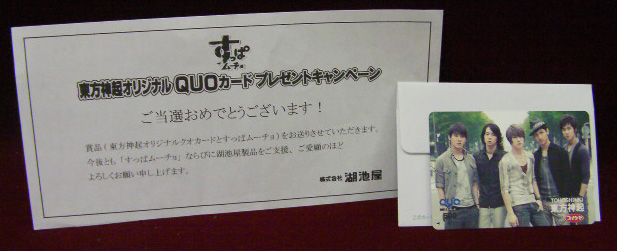 すっぱ
ムーチョ
東方神起オリジナルQUOカードプレゼントキャンペーン
ご当選おめでとうございます！
賞品(東方神起オリジナルクオカードとすっぱムーチョ)をお送りさせていただきます。
今後とも「すっぱムーチョ」ならびに湖池屋製品をご支援、ご愛顧のほど
よろしくお願い申し上げます。
株式会社 湖池屋
QUO
TOHOSHINKI
東方神起
コイケヤ